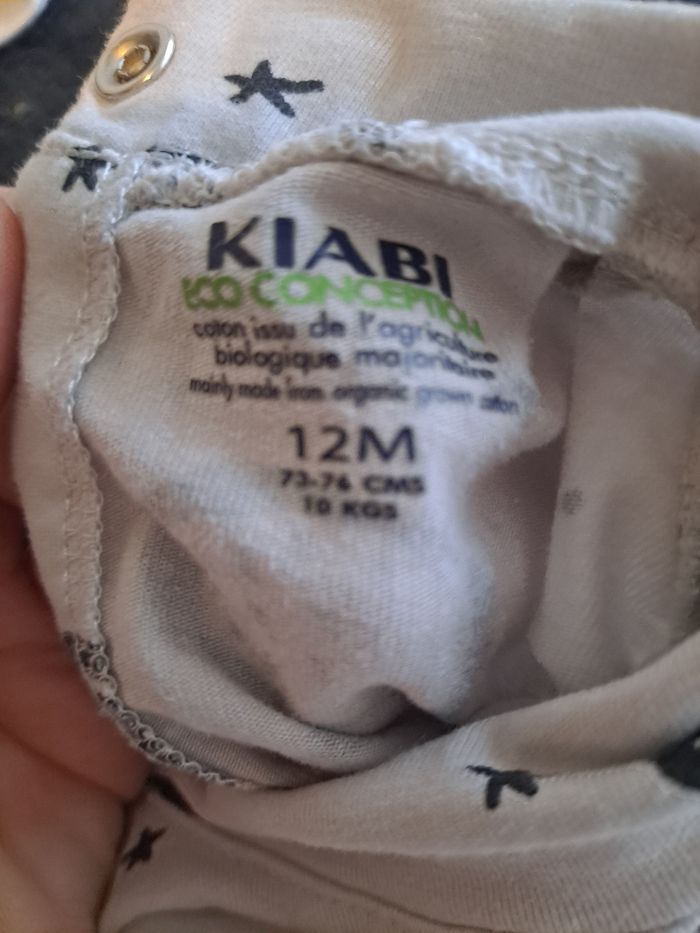 KIABI
ECO CONCEPTION
coton issu de l'agriculture
biologique majoritaire
mainly made from organic grown cotton
12M
73-76 CMS
10 KGS